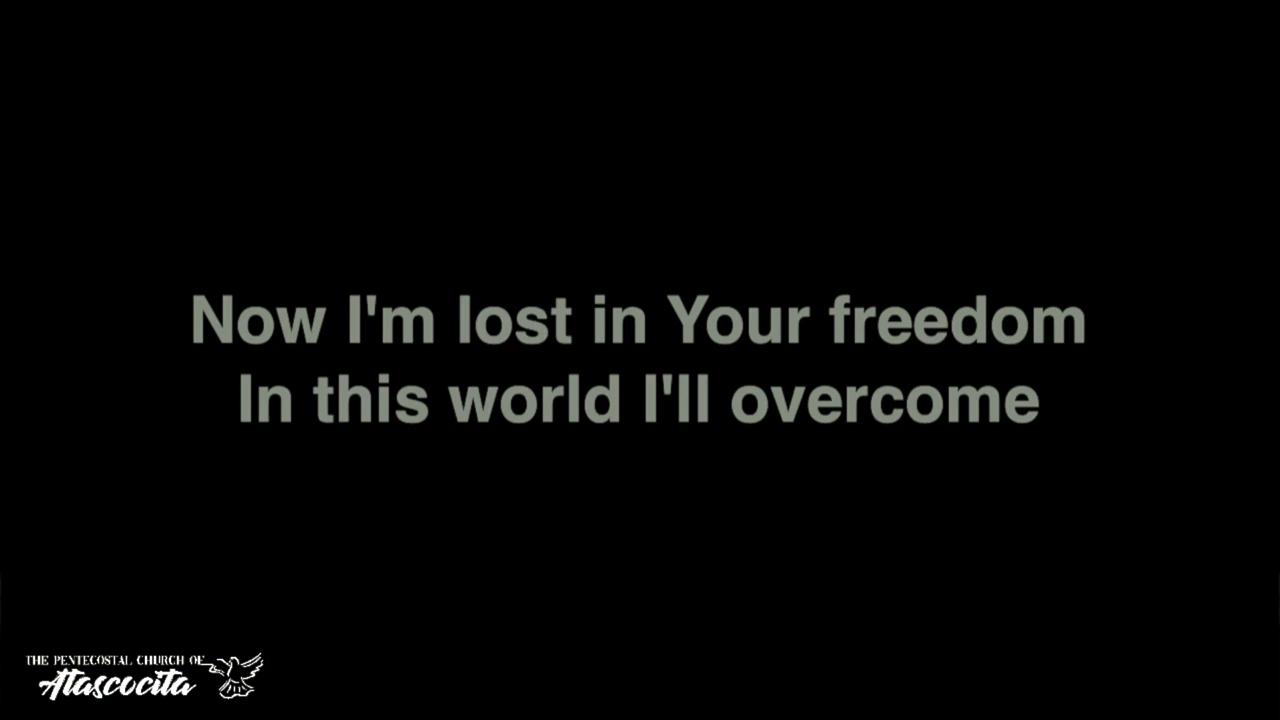 Now I'm lost in Your freedom
In this world I'll overcome
THE PENTECOSTAL CHURCH OF
Atascocita